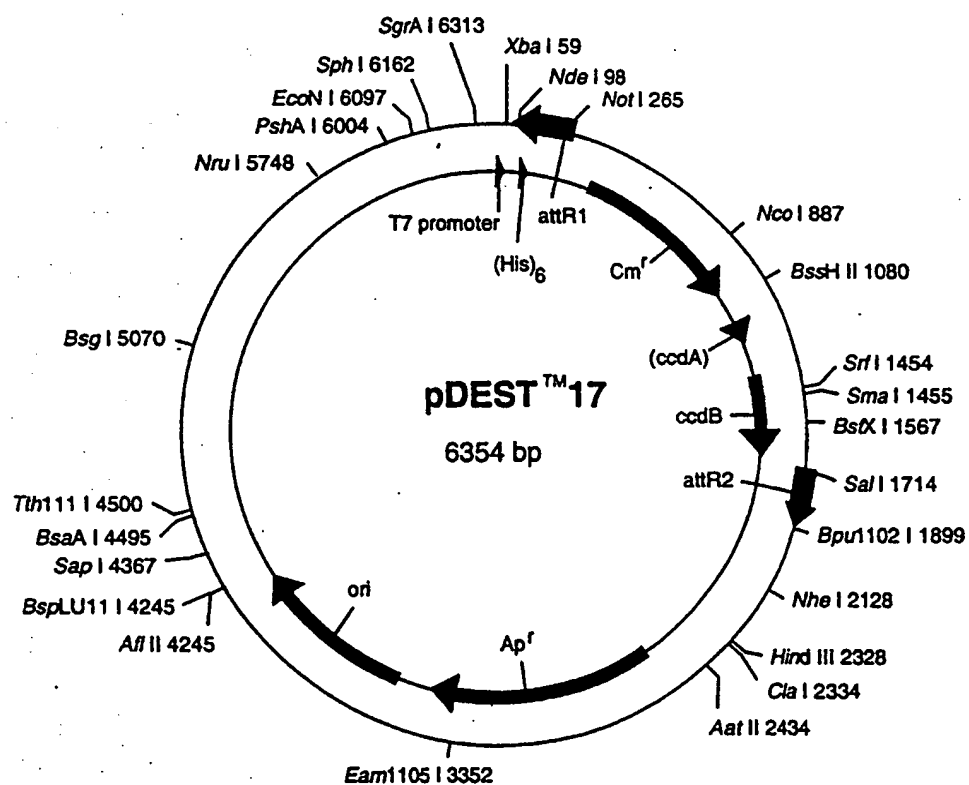 SgrA I 6313
Xba I 59
Sph I 6162
Nde I 98
EcoN I 6097
Not I 265
PshA I 6004
Nru I 5748
T7 promoter
attR1
Nco I 887
(His)6
Cmr
BssH II 1080
Bsg I 5070
(ccdA)
Srf I 1454
pDEST™17
Sma I 1455
ccdB
BstX I 1567
6354 bp
attR2
Sal I 1714
Tth111 I 4500
Bpu1102 I 1899
BsaA I 4495
Sap I 4367
ori
BspLU11 I 4245
Nhe I 2128
Afl II 4245
Apr
Hind III 2328
Cla I 2334
Aat II 2434
Eam1105 I 3352